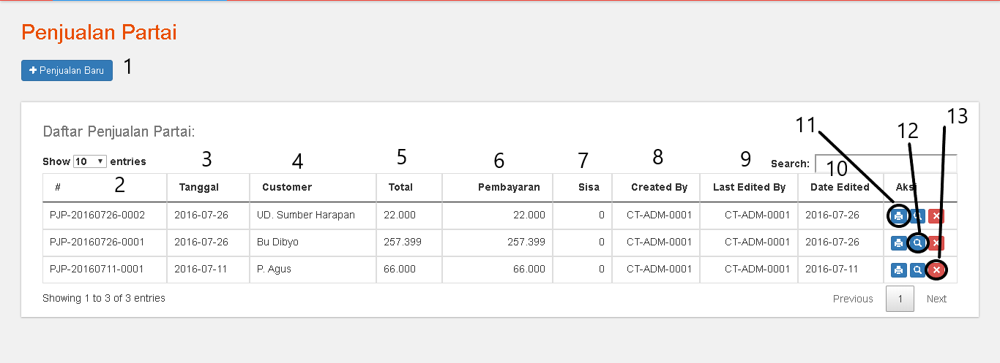 Penjualan Partai
Penjualan Baru 1
Daftar Penjualan Partai:
11 12 13
Show 10 entries 3 4 5 6 7 8 9 Search: 10
# 2 Tanggal Customer Total Pembayaran Sisa Created By Last Edited By Date Edited Aksi
PJP-20160726-0002 2016-07-26 UD. Sumber Harapan 22.000 22.000 0 CT-ADM-0001 CT-ADM-0001 2016-07-26
PJP-20160726-0001 2016-07-26 Bu Dibyo 257.399 257.399 0 CT-ADM-0001 CT-ADM-0001 2016-07-26
PJP-20160711-0001 2016-07-11 P. Agus 66.000 66.000 0 CT-ADM-0001 CT-ADM-0001 2016-07-11
Showing 1 to 3 of 3 entries Previous 1 Next